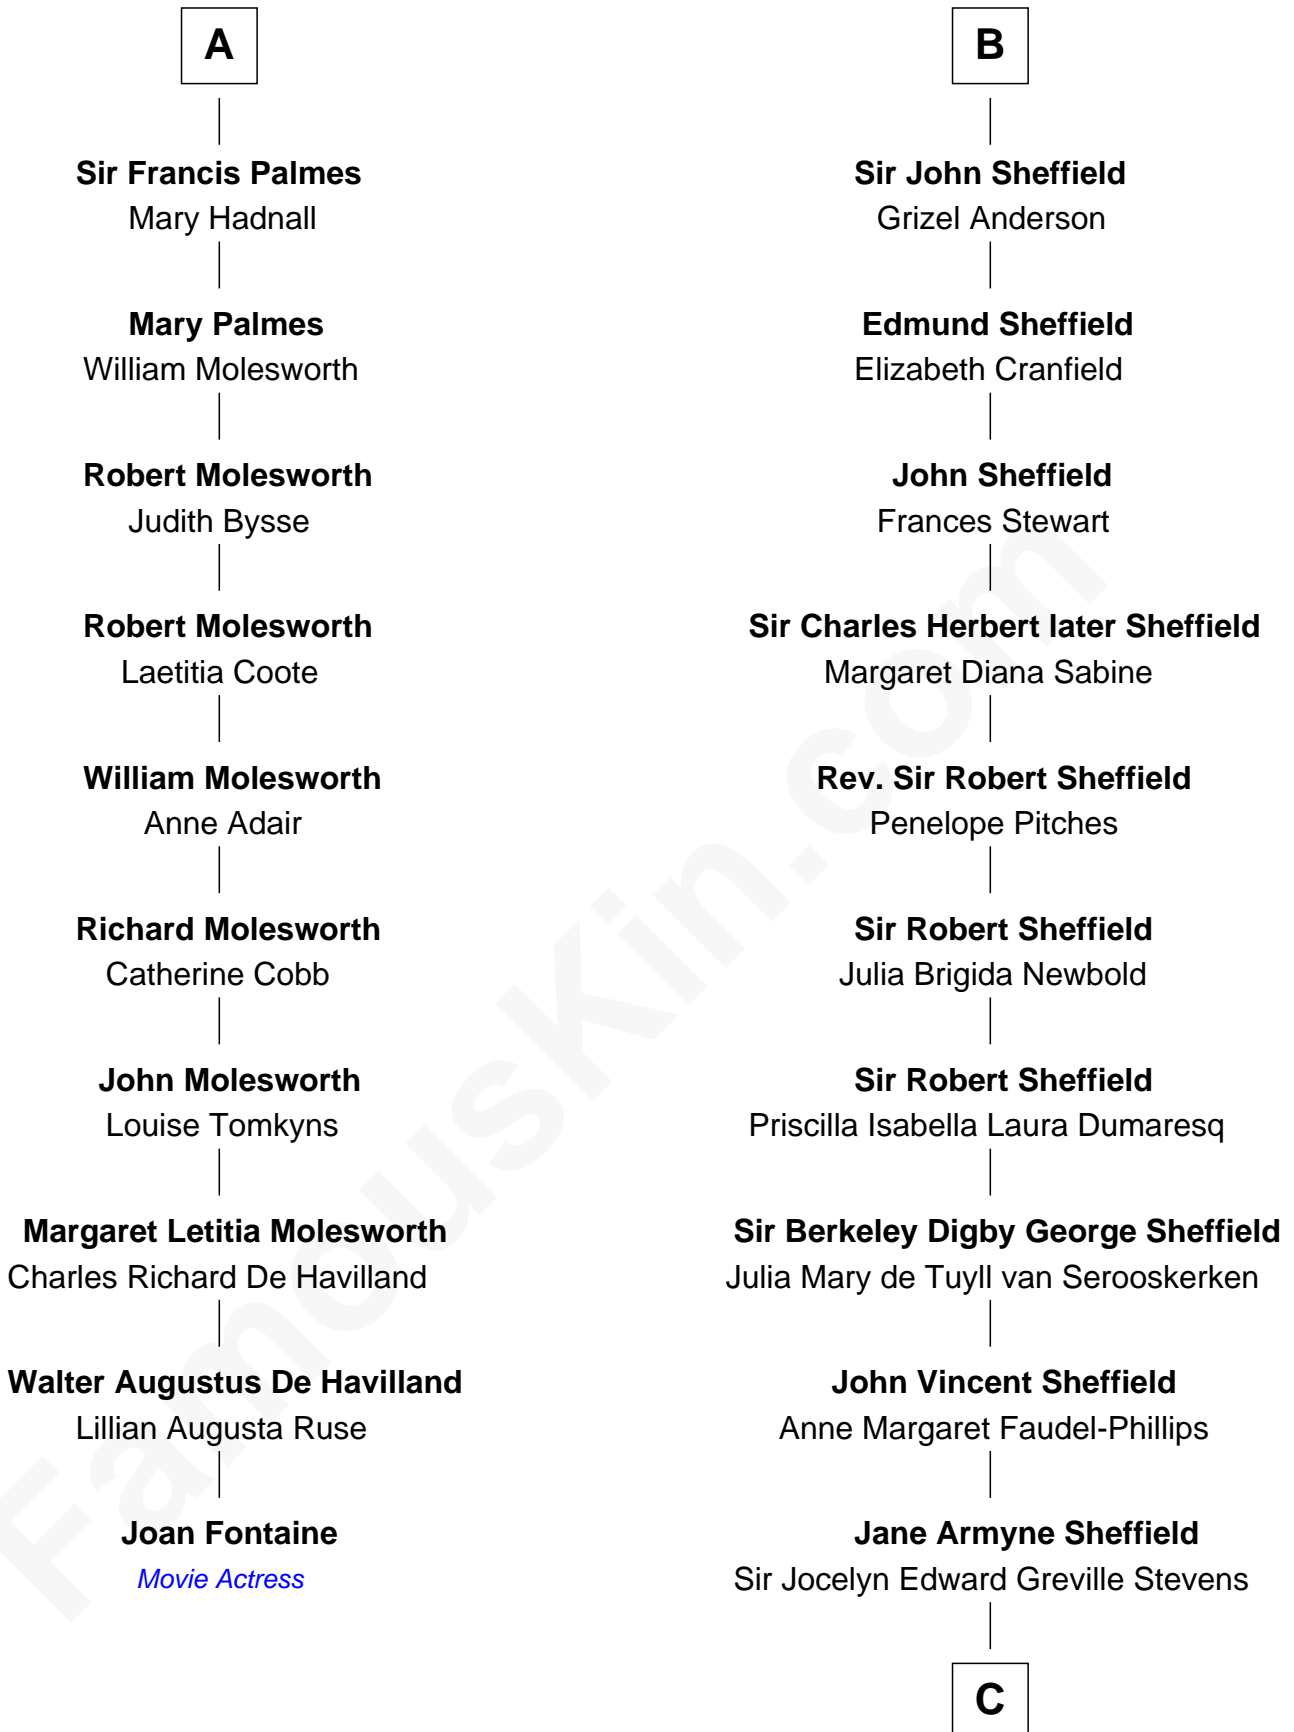 A
Sir Francis Palmes
Mary Hadnall
Mary Palmes
William Molesworth
Robert Molesworth
Judith Bysse
Robert Molesworth
Laetitia Coote
William Molesworth
Anne Adair
Richard Molesworth
Catherine Cobb
John Molesworth
Louise Tomkyns
Margaret Letitia Molesworth
Charles Richard De Havilland
Walter Augustus De Havilland
Lillian Augusta Ruse
Joan Fontaine
Movie Actress
B
Sir John Sheffield
Grizel Anderson
Edmund Sheffield
Elizabeth Cranfield
John Sheffield
Frances Stewart
Sir Charles Herbert later Sheffield
Margaret Diana Sabine
Rev. Sir Robert Sheffield
Penelope Pitches
Sir Robert Sheffield
Julia Brigida Newbold
Sir Robert Sheffield
Priscilla Isabella Laura Dumaresq
Sir Berkeley Digby George Sheffield
Julia Mary de Tuyll van Serooskerken
John Vincent Sheffield
Anne Margaret Faudel-Phillips
Jane Armyne Sheffield
Sir Jocelyn Edward Greville Stevens
C
FamousKin.com